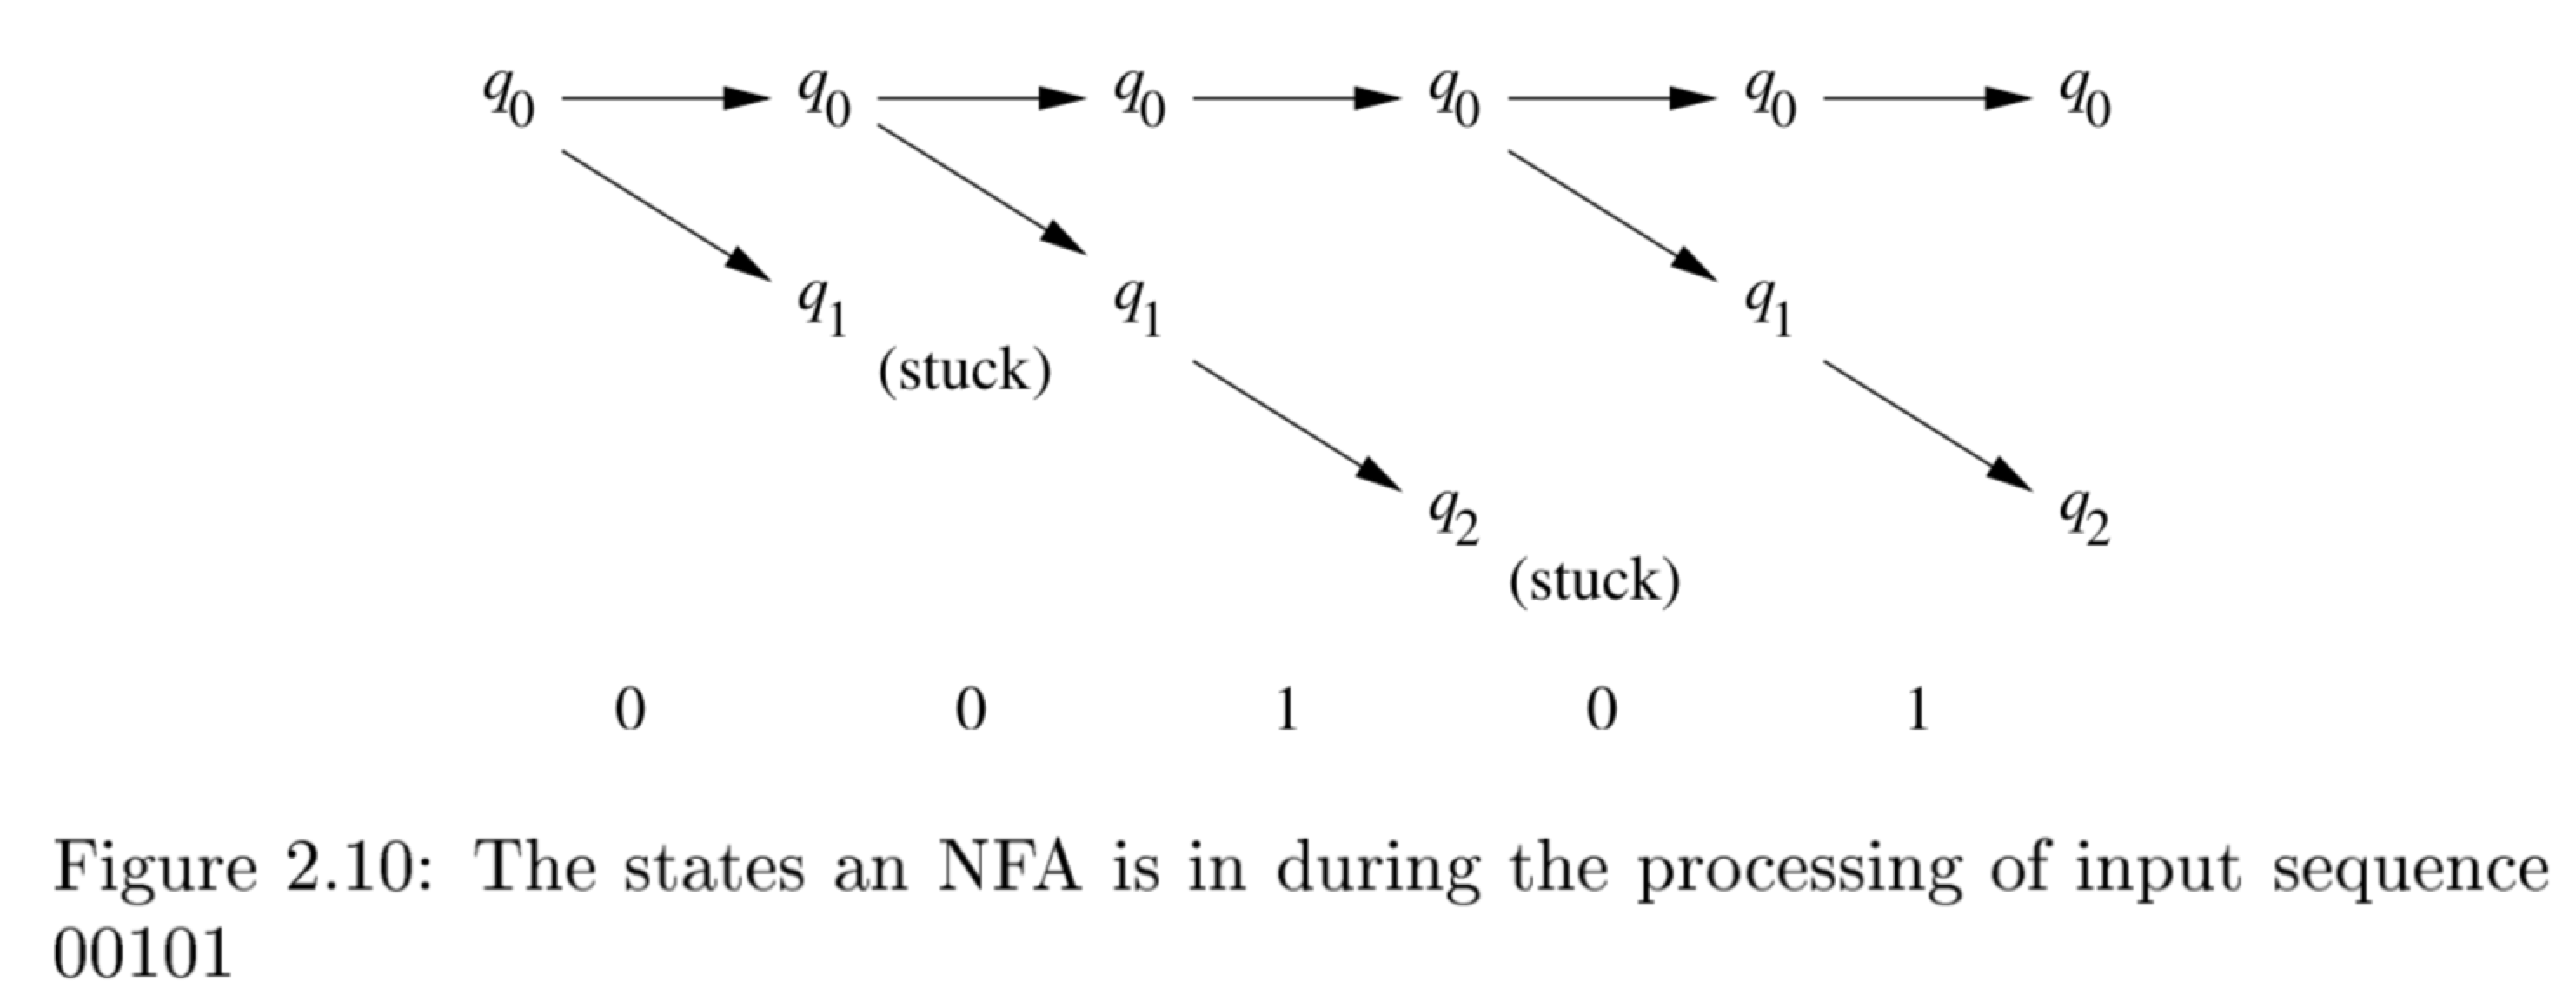 q0 q0 q0 q0 q0 q0
q1 q1 q1
(stuck)
q2 q2
(stuck)
0 0 1 0 1
Figure 2.10: The states an NFA is in during the processing of input sequence
00101